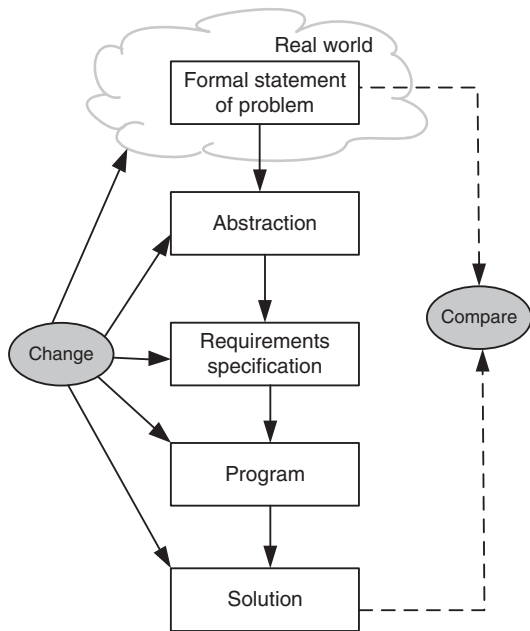 Real world
Formal statement
of problem
Abstraction
Compare
Requirements
specification
Change
Program
Solution